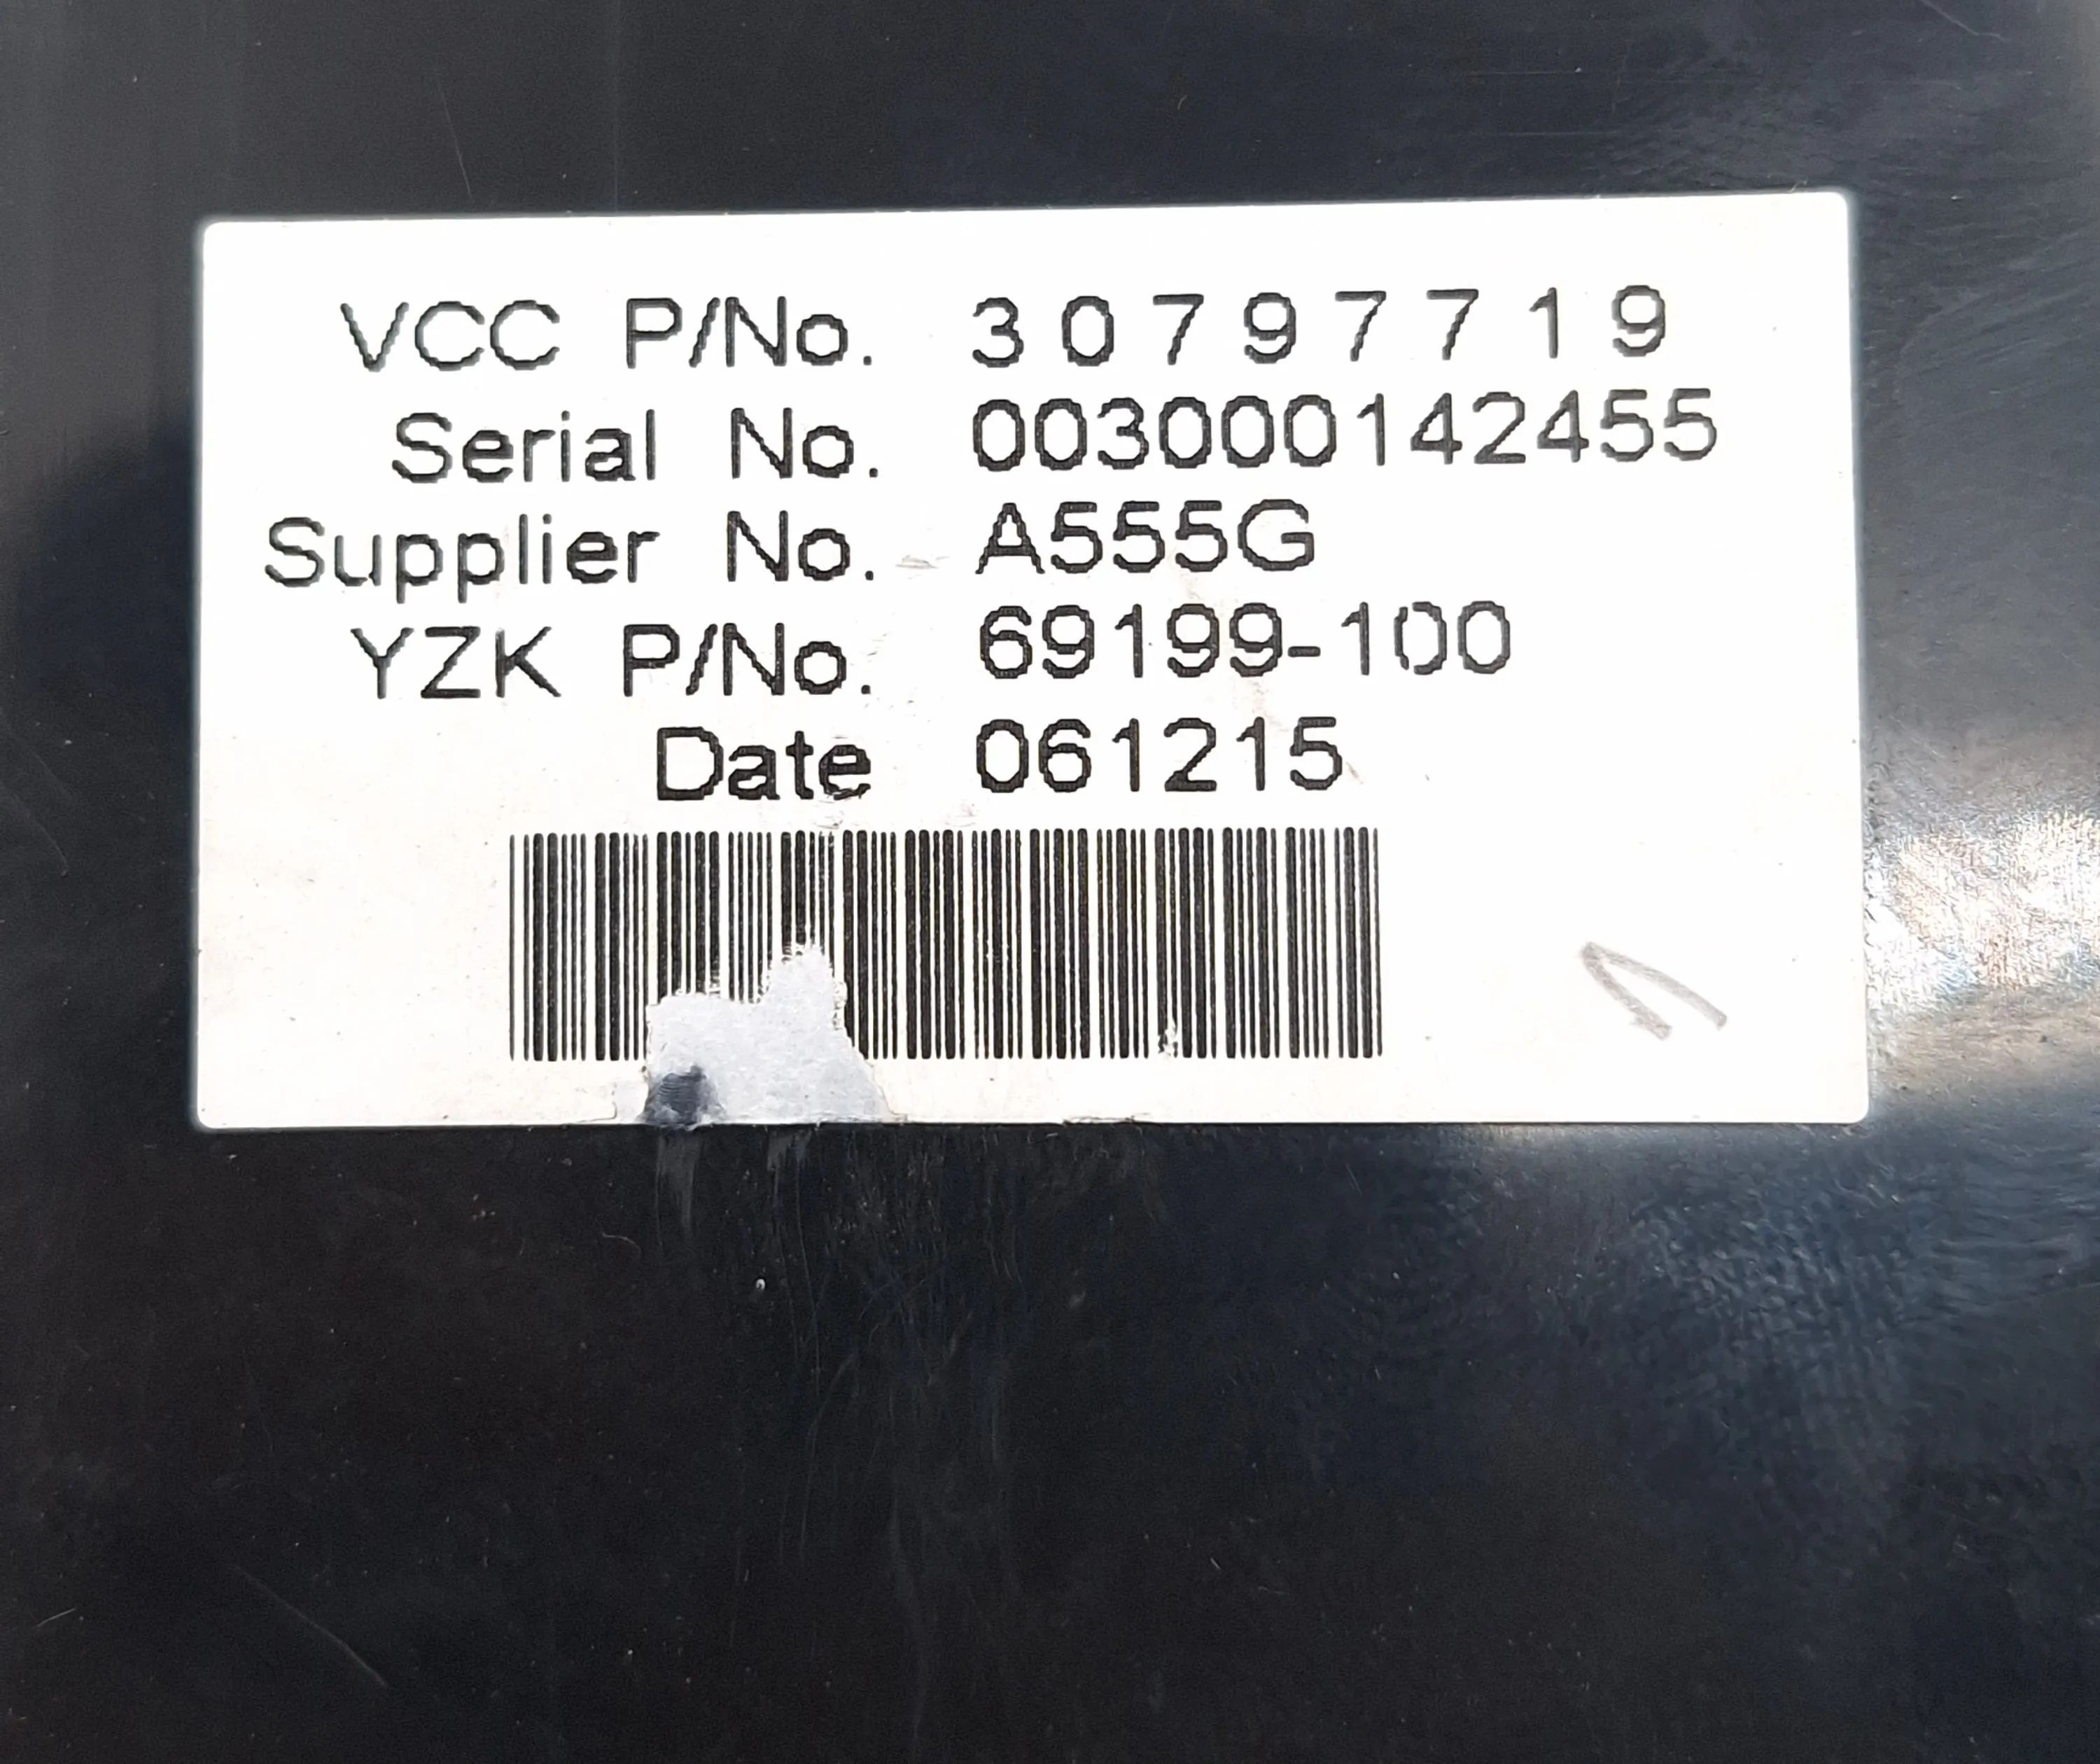 VCC P/No. 30797719
Serial No. 003000142455
Supplier No. A555G
YZK P/No. 69199-100
Date 061215